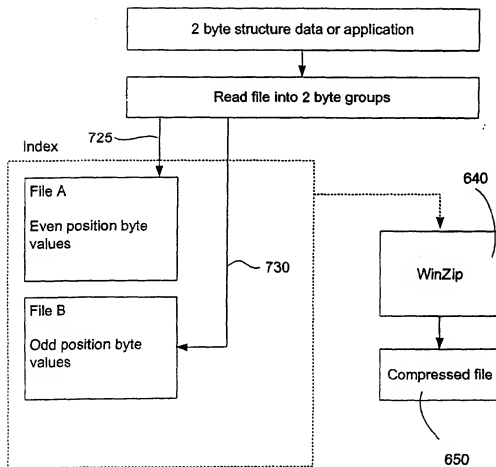 2 byte structure data or application
Read file into 2 byte groups
725
Index
640
File A
Even position byte
values
730
WinZip
File B
Odd position byte
values
Compressed file
650